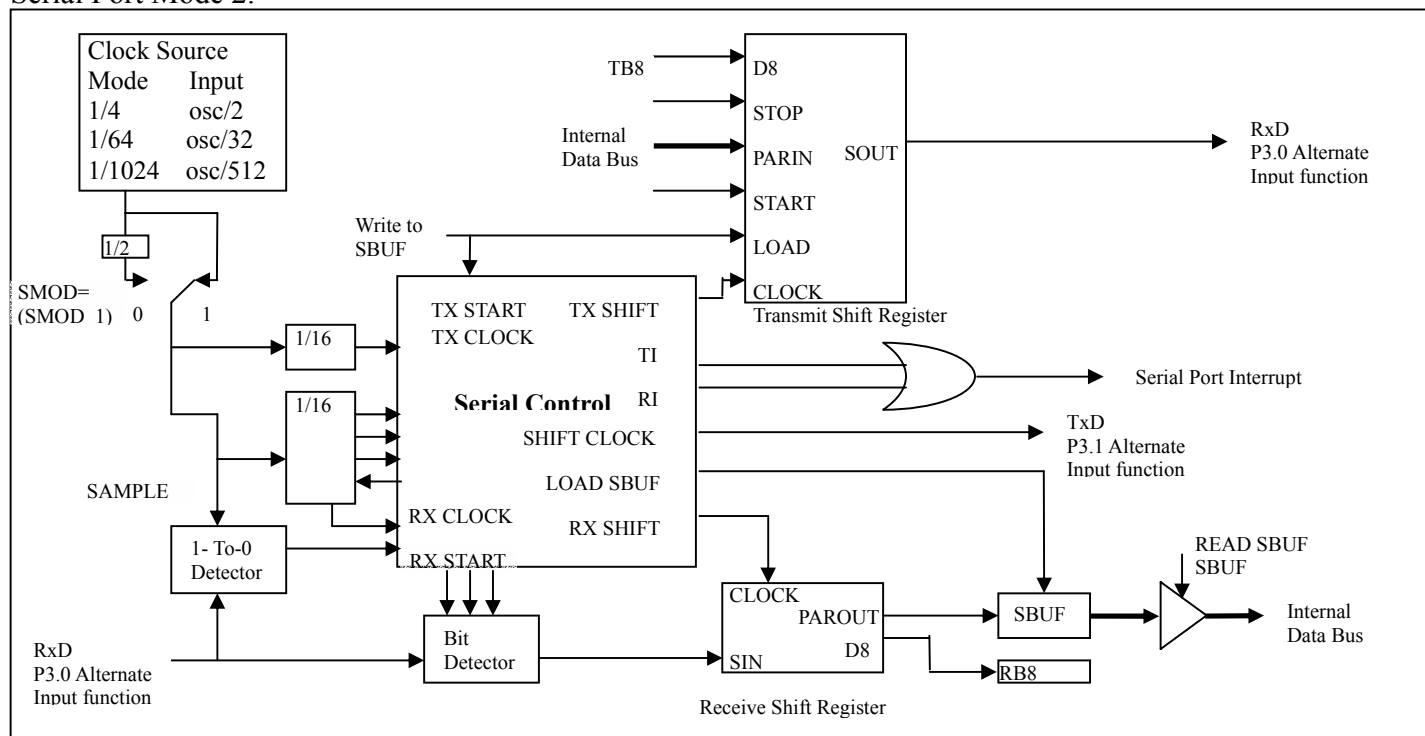 Serial Port Mode 2:
Clock Source
Mode Input
1/4 osc/2
1/64 osc/32
1/1024 osc/512
1/2
SMOD=
(SMOD_1) 0 1
TB8
Internal
Data Bus
D8
STOP
PARIN
SOUT
START
LOAD
CLOCK
Transmit Shift Register
RxD
P3.0 Alternate
Input function
Write to
SBUF
1/16
1/16
TX START TX SHIFT
TX CLOCK
TI
Serial Control RI
SHIFT CLOCK
LOAD SBUF
RX CLOCK
RX SHIFT
RX START
Serial Port Interrupt
TxD
P3.1 Alternate
Input function
SAMPLE
1- To-0
Detector
RxD
P3.0 Alternate
Input function
Bit
Detector
CLOCK
PAROUT
D8
SIN
Receive Shift Register
SBUF
RB8
READ SBUF
SBUF
Internal
Data Bus